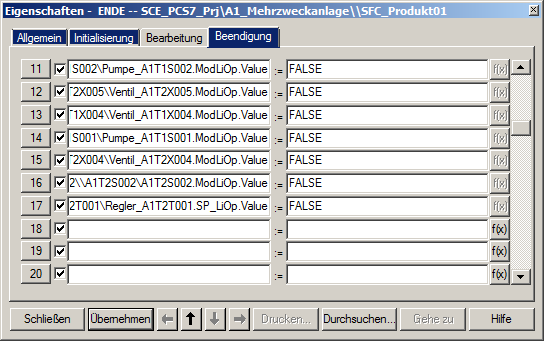 Eigenschaften - ENDE -- SCE_PCS7_Prj\A1_Mehrzweckanlage\\SFC_Produkt01
Allgemein Initialisierung Bearbeitung Beendigung
11 S002\Pumpe_A1T1S002.ModLiOp.Value := FALSE f(x)
12 2X005\Ventil_A1T2X005.ModLiOp.Value := FALSE f(x)
13 1X004\Ventil_A1T1X004.ModLiOp.Value := FALSE f(x)
14 S001\Pumpe_A1T1S001.ModLiOp.Value := FALSE f(x)
15 2X004\Ventil_A1T2X004.ModLiOp.Value := FALSE f(x)
16 2\\A1T2S002\A1T2S002.ModLiOp.Value := FALSE f(x)
17 2T001\Regler_A1T2T001.SP_LiOp.Value := FALSE f(x)
18 := f(x)
19 := f(x)
20 := f(x)
Schließen Übernehmen Drucken... Durchsuchen... Gehe zu Hilfe